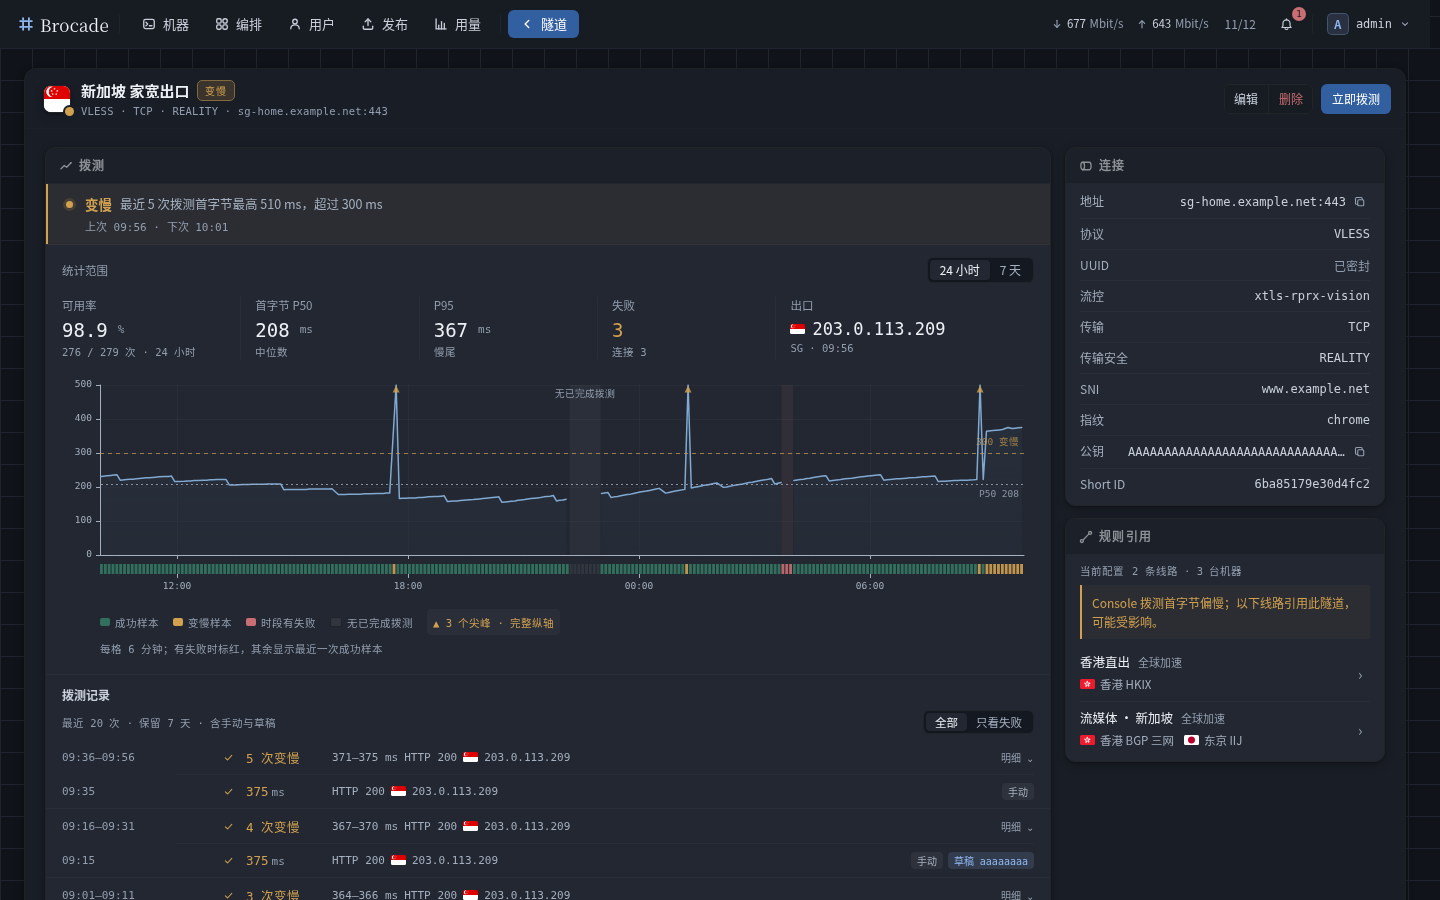 Brocade 机器 编排 用户 发布 用量 隧道 ↓ 677 Mbit/s ↑ 643 Mbit/s 11/12 1 A admin
新加坡 家宽出口 变慢
VLESS · TCP · REALITY · sg-home.example.net:443
编辑 删除 立即拨测
拨测
变慢 最近 5 次拨测首字节最高 510 ms，超过 300 ms
上次 09:56 · 下次 10:01
统计范围 24 小时 7 天
可用率 首字节 P50 P95 失败 出口
98.9 % 208 ms 367 ms 3 203.0.113.209
276 / 279 次 · 24 小时 中位数 慢尾 连接 3 SG · 09:56
500
400
300
200
100
0
无已完成拨测
300 变慢
P50 208
12:00 18:00 00:00 06:00
成功样本 变慢样本 时段有失败 无已完成拨测 ▲ 3 个尖峰 · 完整纵轴
每格 6 分钟；有失败时标红，其余显示最近一次成功样本
拨测记录
最近 20 次 · 保留 7 天 · 含手动与草稿 全部 只看失败
09:36–09:56 ✓ 5 次变慢 371–375 ms HTTP 200 203.0.113.209 明细
09:35 ✓ 375 ms HTTP 200 203.0.113.209 手动
09:16–09:31 ✓ 4 次变慢 367–370 ms HTTP 200 203.0.113.209 明细
09:15 ✓ 375 ms HTTP 200 203.0.113.209 手动 草稿 aaaaaaaa
09:01–09:11 ✓ 3 次变慢 364–366 ms HTTP 200 203.0.113.209 明细
连接
地址 sg-home.example.net:443
协议 VLESS
UUID 已密封
流控 xtls-rprx-vision
传输 TCP
传输安全 REALITY
SNI www.example.net
指纹 chrome
公钥 AAAAAAAAAAAAAAAAAAAAAAAAAAAAA…
Short ID 6ba85179e30d4fc2
规则引用
当前配置 2 条线路 · 3 台机器
Console 拨测首字节偏慢；以下线路引用此隧道，
可能受影响。
香港直出 全球加速
香港 HKIX
流媒体 · 新加坡 全球加速
香港 BGP 三网 东京 IIJ